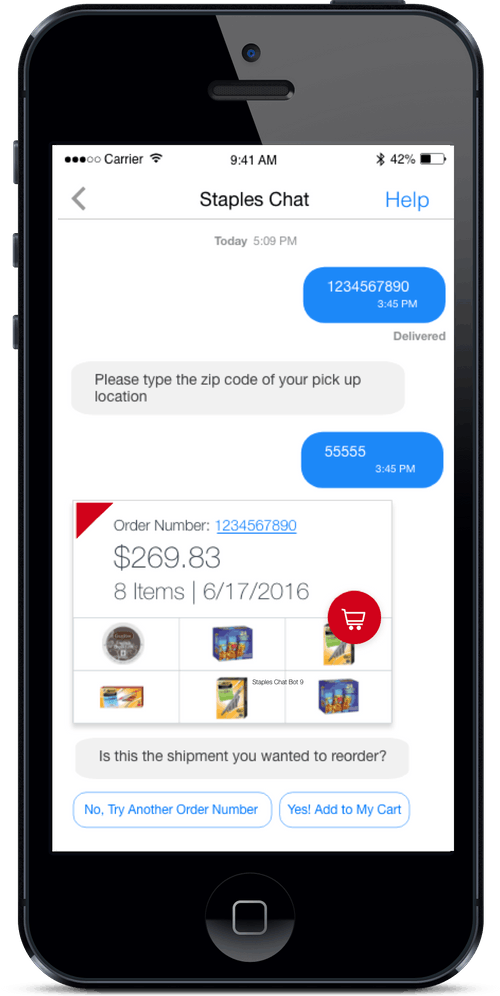 Carrier 9:41 AM 42%
Staples Chat Help
Today 5:09 PM
1234567890
3:45 PM
Delivered
Please type the zip code of your pick up
location
55555
3:45 PM
Order Number: 1234567890
$269.83
8 Items | 6/17/2016
Staples Chat Bot 9
Is this the shipment you wanted to reorder?
No, Try Another Order Number
Yes! Add to My Cart